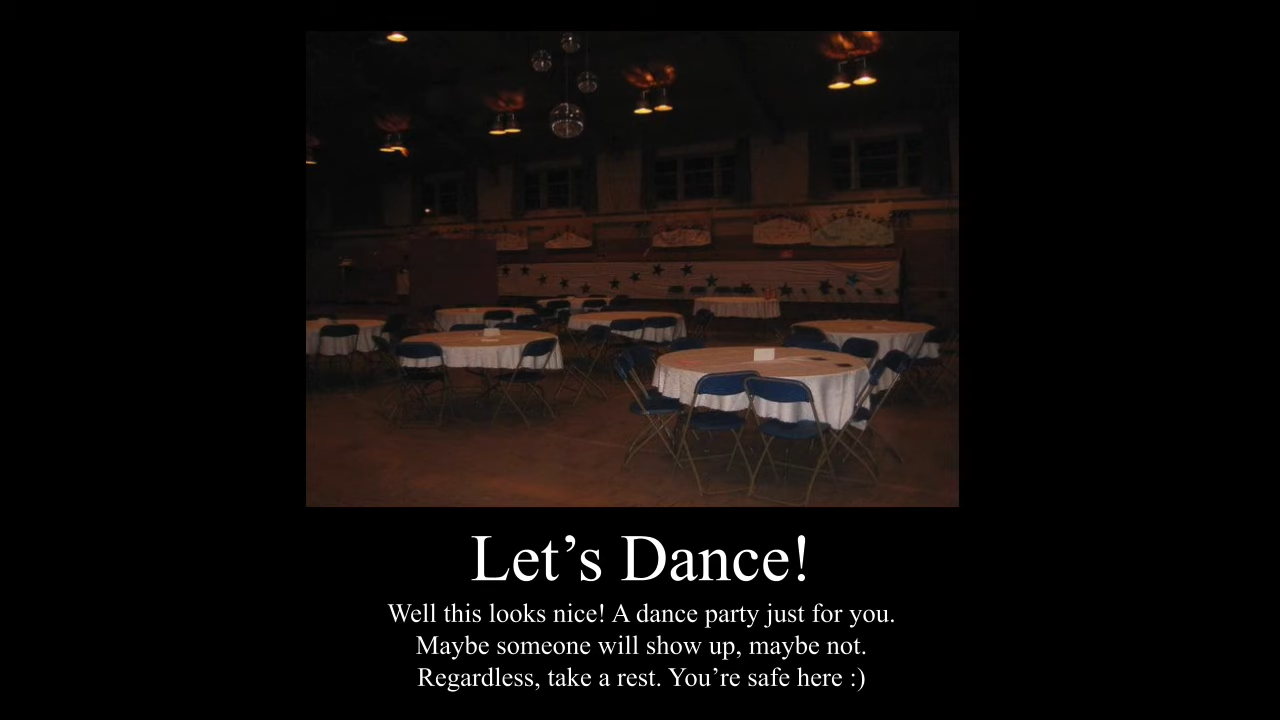 Let’s Dance!
Well this looks nice! A dance party just for you.
Maybe someone will show up, maybe not.
Regardless, take a rest. You’re safe here :)